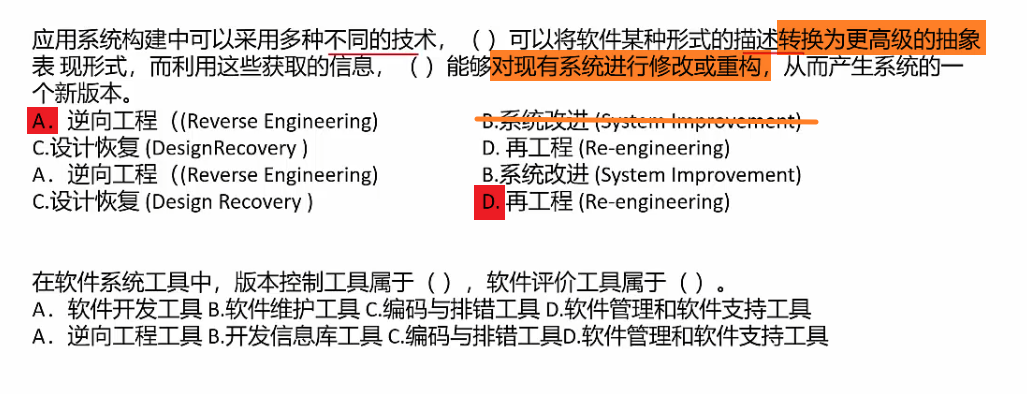 应用系统构建中可以采用多种不同的技术，（ ）可以将软件某种形式的描述转换为更高级的抽象
表 现形式，而利用这些获取的信息，（ ）能够对现有系统进行修改或重构，从而产生系统的一
个新版本。
A．逆向工程（(Reverse Engineering) B.系统改进 (System Improvement)
C.设计恢复 (DesignRecovery ) D. 再工程 (Re-engineering)
A．逆向工程（(Reverse Engineering) B.系统改进 (System Improvement)
C.设计恢复 (Design Recovery ) D. 再工程 (Re-engineering)
在软件系统工具中，版本控制工具属于（ ），软件评价工具属于（ ）。
A．软件开发工具 B.软件维护工具 C.编码与排错工具 D.软件管理和软件支持工具
A．逆向工程工具 B.开发信息库工具 C.编码与排错工具D.软件管理和软件支持工具